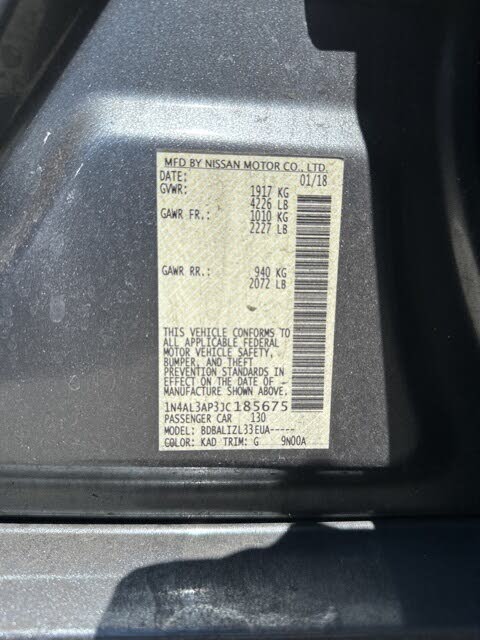 MFD BY NISSAN MOTOR CO., LTD.
DATE: 01/18
GVWR: 1917 KG
4226 LB
GAWR FR.: 1010 KG
2227 LB
GAWR RR.: 940 KG
2072 LB
THIS VEHICLE CONFORMS TO
ALL APPLICABLE FEDERAL
MOTOR VEHICLE SAFETY,
BUMPER, AND THEFT
PREVENTION STANDARDS IN
EFFECT ON THE DATE OF
MANUFACTURE SHOWN ABOVE.
1N4AL3AP3JC185675
PASSENGER CAR 130
MODEL: BDBALIZL33EUA-----
COLOR: KAD TRIM: G 9N00A